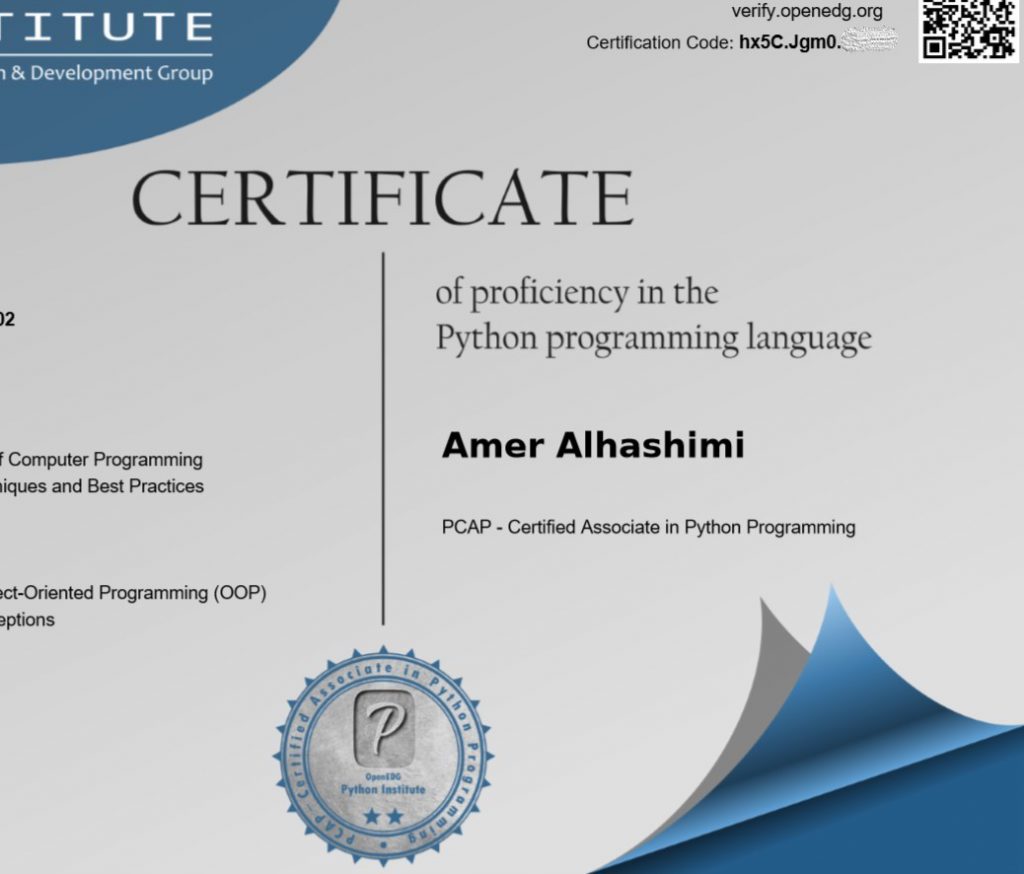 TITUTE
n & Development Group
verify.openedg.org
Certification Code: hx5C.Jgm0.
CERTIFICATE
of proficiency in the
Python programming language
02
Amer Alhashimi
f Computer Programming
niques and Best Practices
PCAP - Certified Associate in Python Programming
ect-Oriented Programming (OOP)
eptions
PCAP-Certified Associate in Python Programming
P
OpenEDG
Python Institute